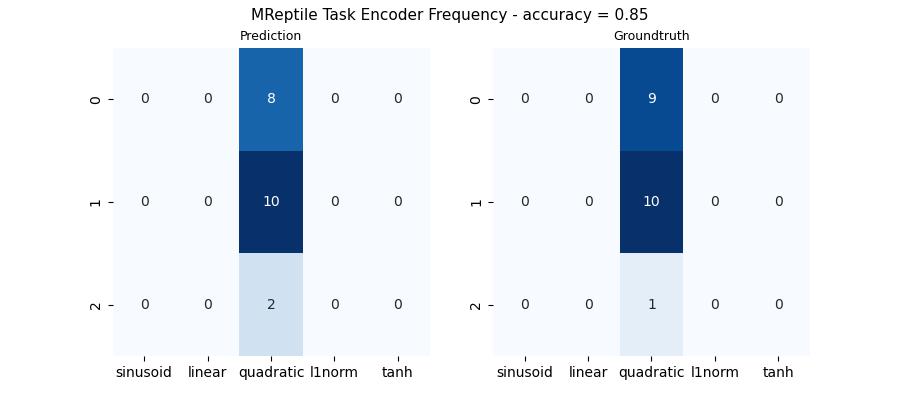 MReptile Task Encoder Frequency - accuracy = 0.85
Prediction Groundtruth
0 0 0 8 0 0 0 0 0 9 0 0
1 0 0 10 0 0 1 0 0 10 0 0
2 0 0 2 0 0 2 0 0 1 0 0
sinusoid linear quadratic l1norm tanh sinusoid linear quadratic l1norm tanh